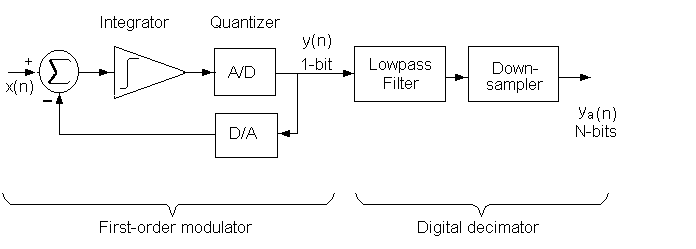 Integrator
Quantizer
y(n)
1-bit
+
Σ
x(n)
−
A/D
D/A
Lowpass
Filter
Down-
sampler
ya(n)
N-bits
First-order modulator
Digital decimator